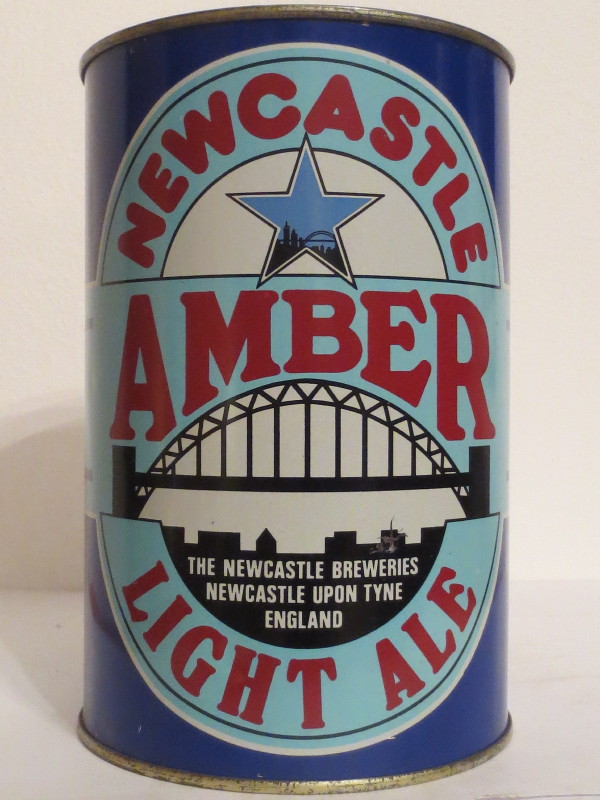 NEWCASTLE
AMBER
THE NEWCASTLE BREWERIES
NEWCASTLE UPON TYNE
ENGLAND
LIGHT ALE